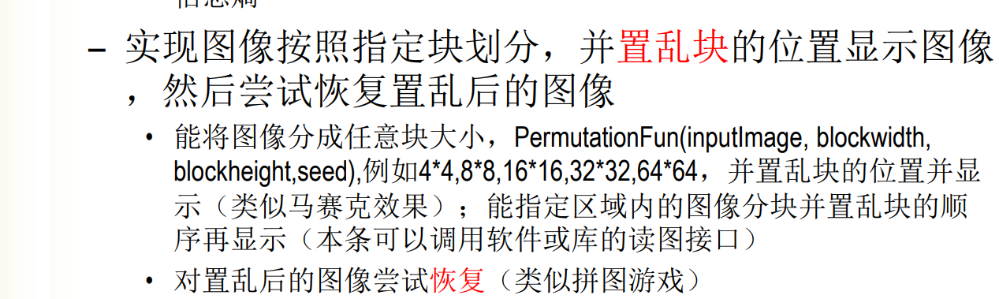 – 实现图像按照指定块划分，并置乱块的位置显示图像
，然后尝试恢复置乱后的图像
• 能将图像分成任意块大小，PermutationFun(inputImage, blockwidth,
blockheight,seed),例如4*4,8*8,16*16,32*32,64*64，并置乱块的位置并显
示（类似马赛克效果）；能指定区域内的图像分块并置乱块的顺
序再显示（本条可以调用软件或库的读图接口）
• 对置乱后的图像尝试恢复（类似拼图游戏）